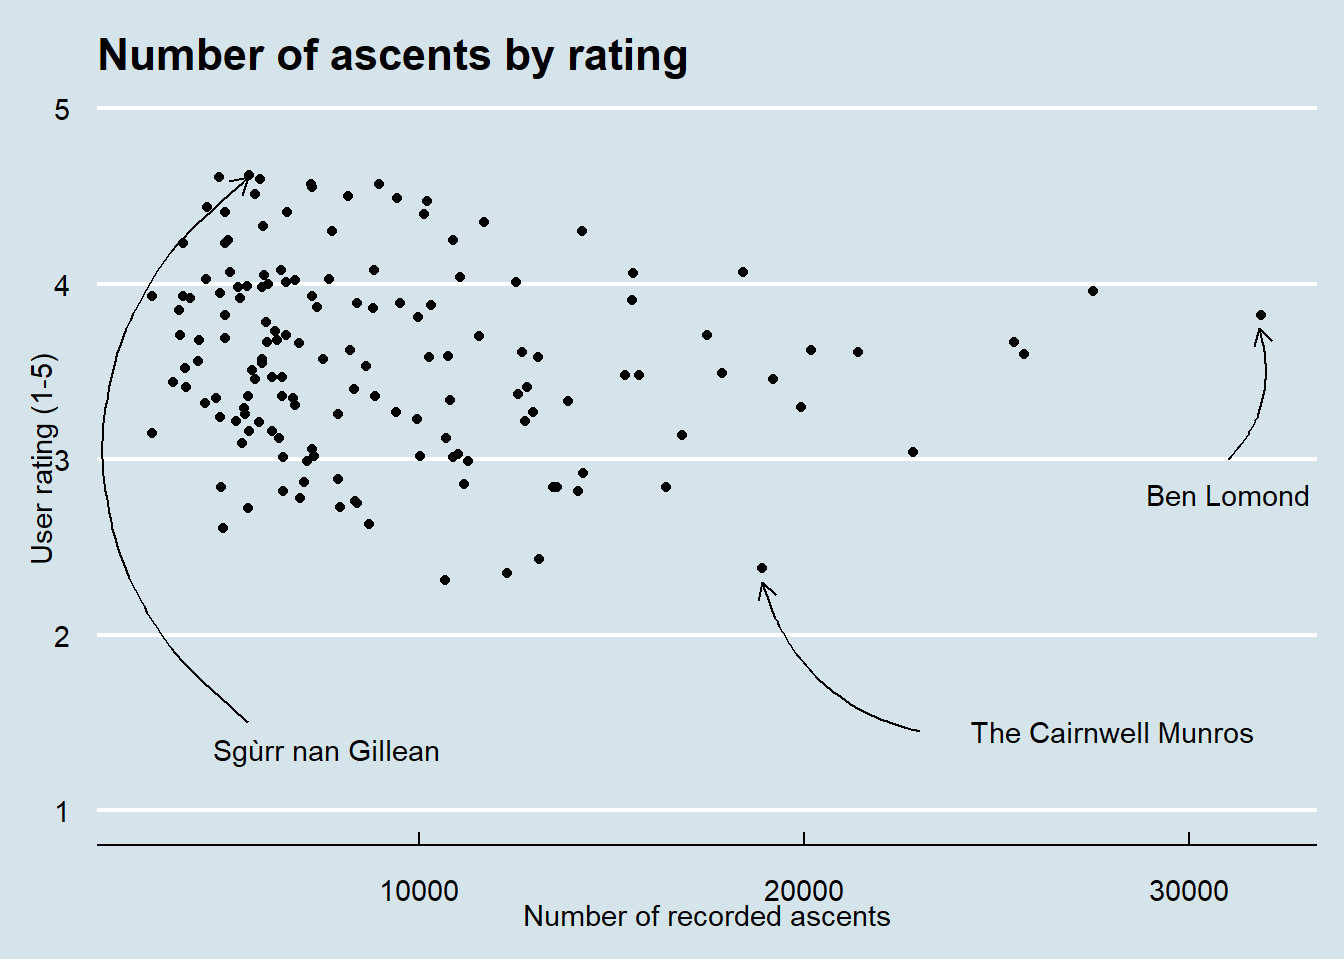 Number of ascents by rating
5
4
3
2
1
User rating (1-5)
Ben Lomond
The Cairnwell Munros
Sgùrr nan Gillean
10000
20000
30000
Number of recorded ascents